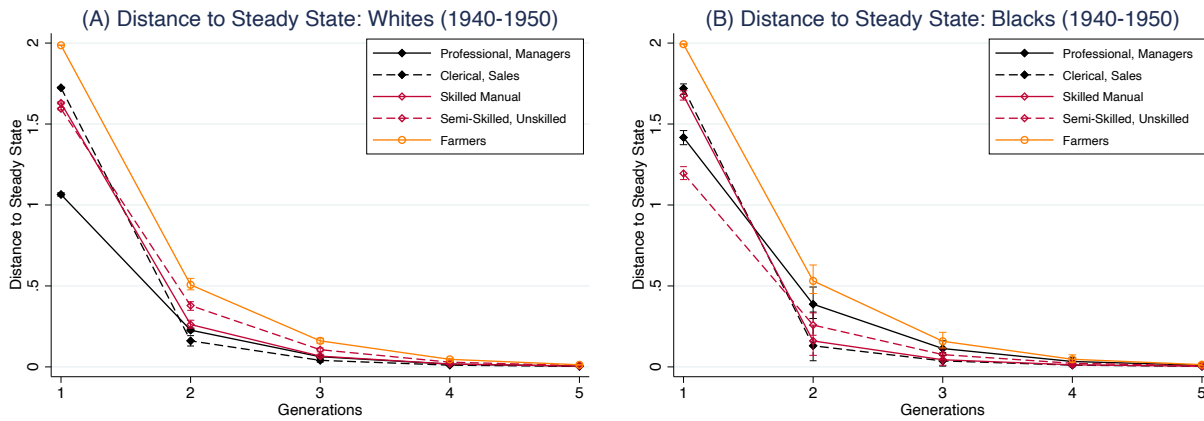 (A) Distance to Steady State: Whites (1940-1950)
2
1.5
1
.5
0
Distance to Steady State
1 2 3 4 5
Generations
Professional, Managers
Clerical, Sales
Skilled Manual
Semi-Skilled, Unskilled
Farmers
(B) Distance to Steady State: Blacks (1940-1950)
2
1.5
1
.5
0
Distance to Steady State
1 2 3 4 5
Generations
Professional, Managers
Clerical, Sales
Skilled Manual
Semi-Skilled, Unskilled
Farmers